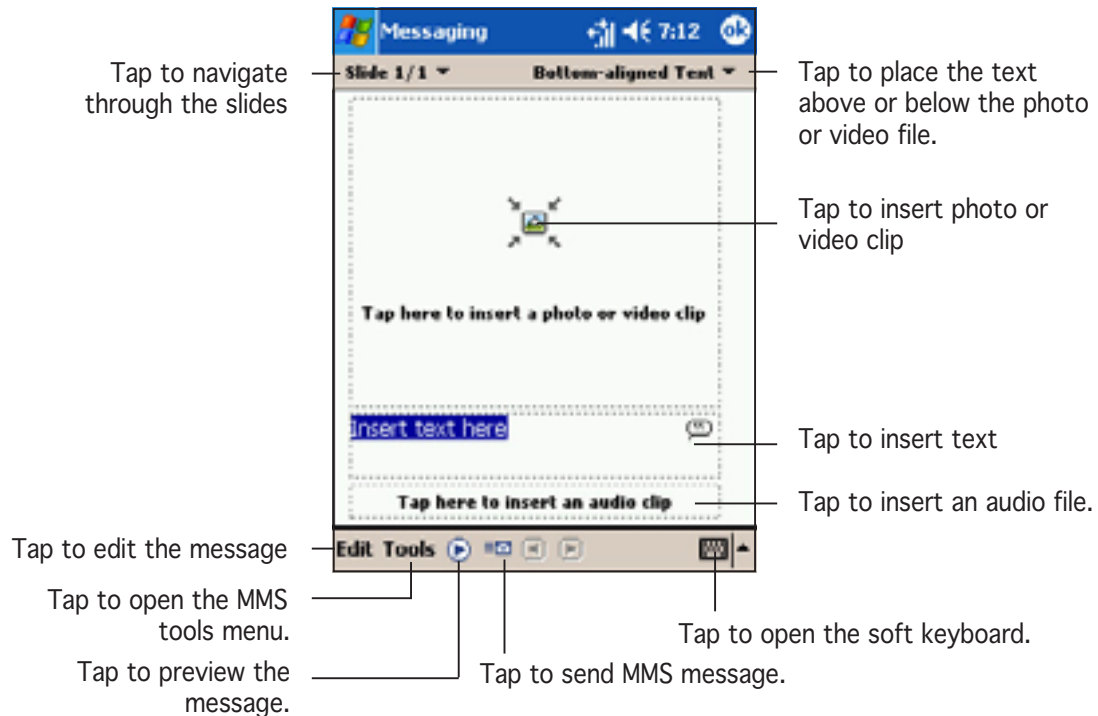 Messaging 7:12 ok
Tap to navigate
through the slides
Slide 1/1 Bottom-aligned Text
Tap to place the text
above or below the photo
or video file.
Tap to insert photo or
video clip
Tap here to insert a photo or video clip
Insert text here
Tap to insert text
Tap here to insert an audio clip
Tap to insert an audio file.
Tap to edit the message
Edit Tools
Tap to open the MMS
tools menu.
Tap to open the soft keyboard.
Tap to preview the
message.
Tap to send MMS message.